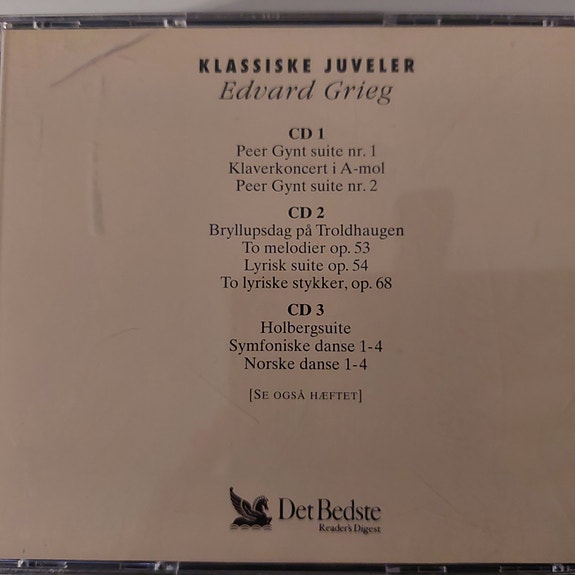 KLASSISKE JUVELER
Edvard Grieg
CD 1
Peer Gynt suite nr. 1
Klaverkoncert i A-mol
Peer Gynt suite nr. 2
CD 2
Bryllupsdag på Troldhaugen
To melodier op. 53
Lyrisk suite op. 54
To lyriske stykker, op. 68
CD 3
Holbergsuite
Symfoniske danse 1-4
Norske danse 1-4
[SE OGSÅ HÆFTET]
Det Bedste
Reader's Digest